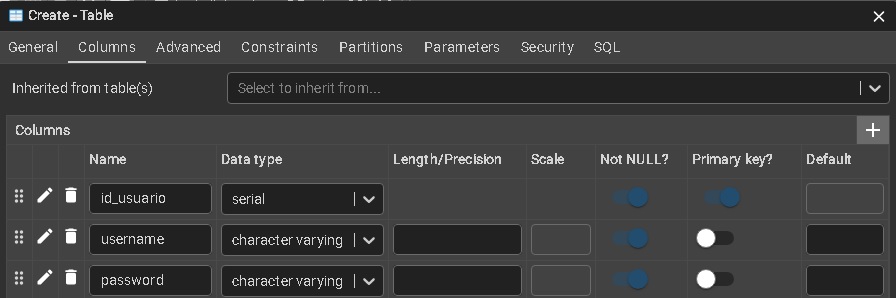 Create - Table
General Columns Advanced Constraints Partitions Parameters Security SQL
Inherited from table(s) Select to inherit from...
Columns
Name Data type Length/Precision Scale Not NULL? Primary key? Default
id_usuario serial
username character varying
password character varying